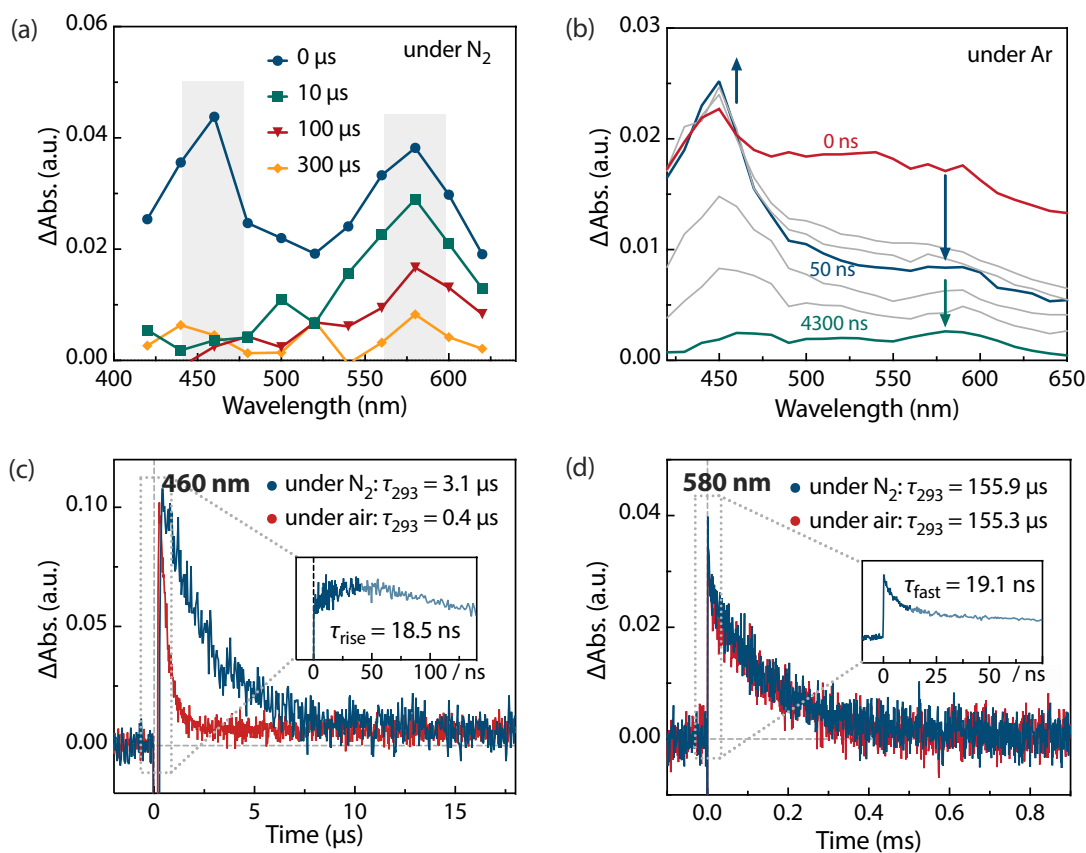 (a)
under N₂
0 μs
10 μs
100 μs
300 μs
0.06
0.04
0.02
0.00
ΔAbs. (a.u.)
400 450 500 550 600
Wavelength (nm)
(b)
under Ar
0 ns
50 ns
4300 ns
0.03
0.02
0.01
0.00
ΔAbs. (a.u.)
450 500 550 600 650
Wavelength (nm)
(c)
460 nm
under N₂: τ₂₉₃ = 3.1 μs
under air: τ₂₉₃ = 0.4 μs
τrise = 18.5 ns
0 50 100 / ns
0.10
0.05
0.00
ΔAbs. (a.u.)
0 5 10 15
Time (μs)
(d)
580 nm
under N₂: τ₂₉₃ = 155.9 μs
under air: τ₂₉₃ = 155.3 μs
τfast = 19.1 ns
0 25 50 / ns
0.04
0.02
0.00
ΔAbs. (a.u.)
0.0 0.2 0.4 0.6 0.8
Time (ms)